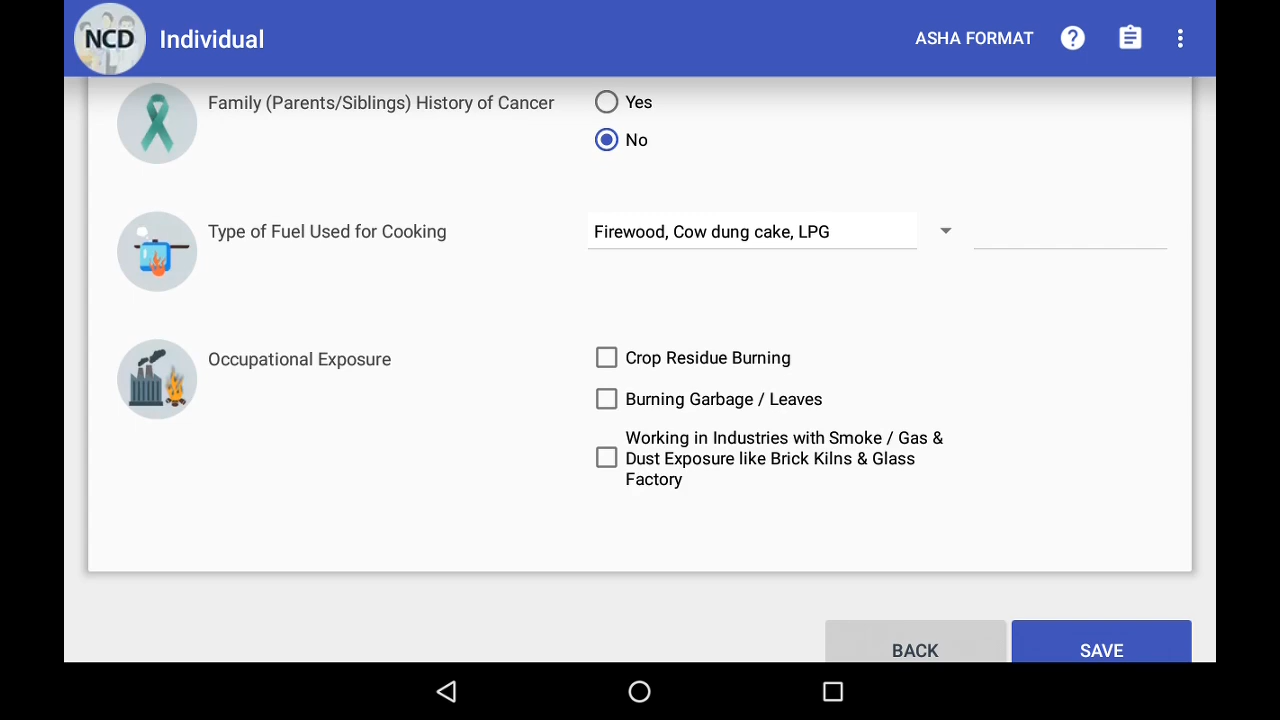 NCD Individual ASHA FORMAT ?
Family (Parents/Siblings) History of Cancer
Yes
No
Type of Fuel Used for Cooking
Firewood, Cow dung cake, LPG
Occupational Exposure
Crop Residue Burning
Burning Garbage / Leaves
Working in Industries with Smoke / Gas &
Dust Exposure like Brick Kilns & Glass
Factory
BACK SAVE